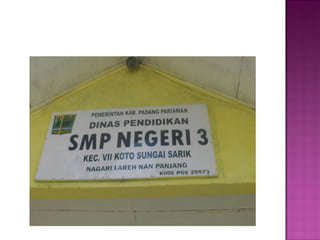 PEMERINTAH KAB. PADANG PARIAMAN
DINAS PENDIDIKAN
SMP NEGERI 3
KEC. VII KOTO SUNGAI SARIK
NAGARI LAREH NAN PANJANG
KODE POS 25573